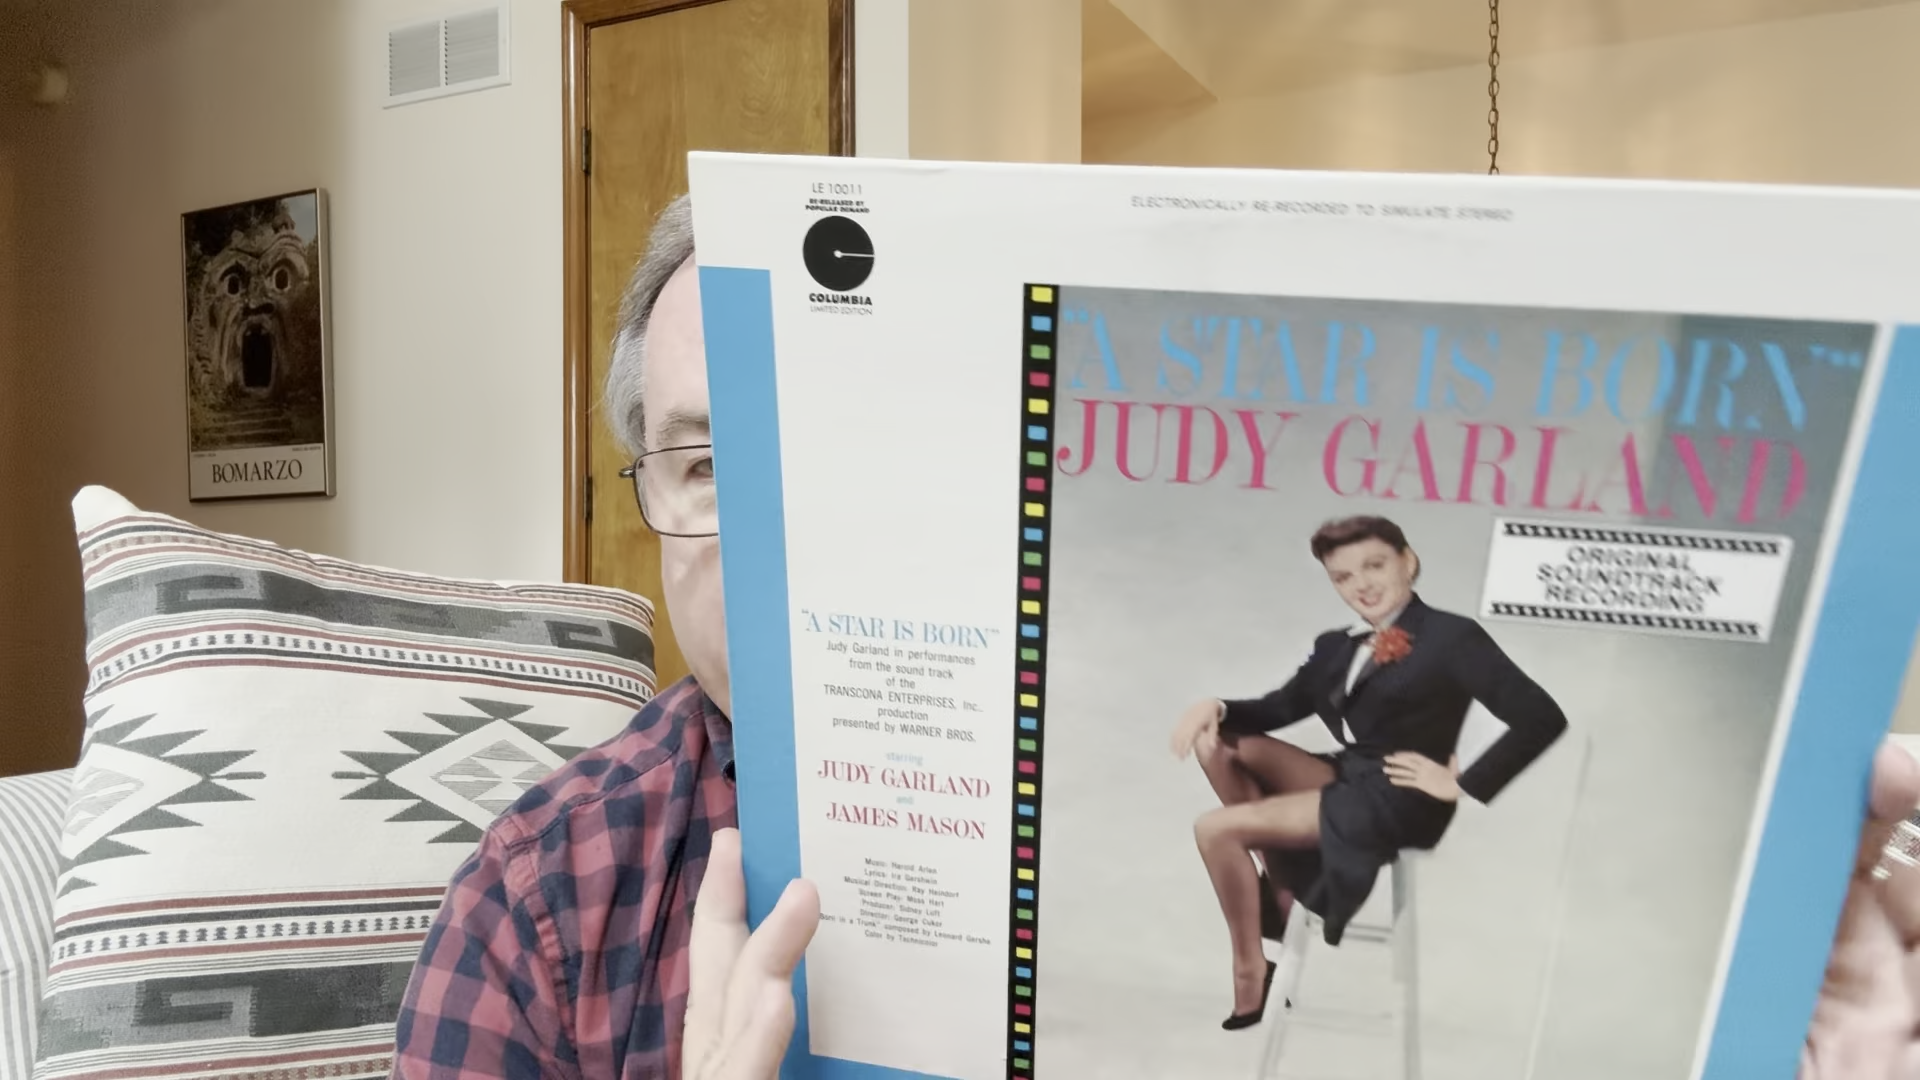 BOMARZO
LE 10011
RE-RELEASED BY
POPULAR DEMAND
COLUMBIA
LIMITED EDITION
ELECTRONICALLY RE-RECORDED TO SIMULATE STEREO
"A STAR IS BORN"
JUDY GARLAND
ORIGINAL
SOUNDTRACK
RECORDING
"A STAR IS BORN"
Judy Garland in performances
from the sound track
of the
TRANSCONA ENTERPRISES, Inc.,
production
presented by WARNER BROS.
starring
JUDY GARLAND
and
JAMES MASON
Music: Harold Arlen
Lyrics: Ira Gershwin
Musical Direction: Ray Heindorf
Screen Play: Moss Hart
Producer: Sidney Luft
Director: George Cukor
"Born in a Trunk" composed by Leonard Gershe
Color by Technicolor